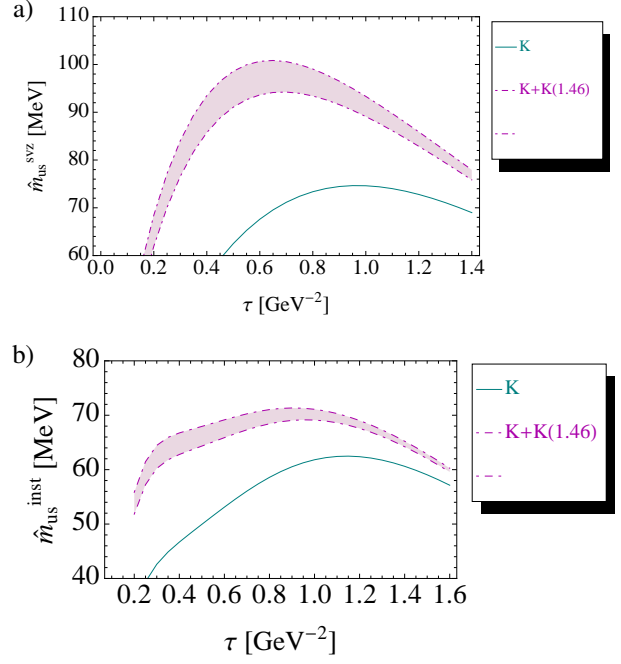 a)
110
100
90
80
70
60
m̂us^svz [MeV]
0.0 0.2 0.4 0.6 0.8 1.0 1.2 1.4
τ [GeV⁻²]
K
K+K(1.46)
b)
80
70
60
50
40
m̂us^inst [MeV]
0.2 0.4 0.6 0.8 1.0 1.2 1.4 1.6
τ [GeV⁻²]
K
K+K(1.46)